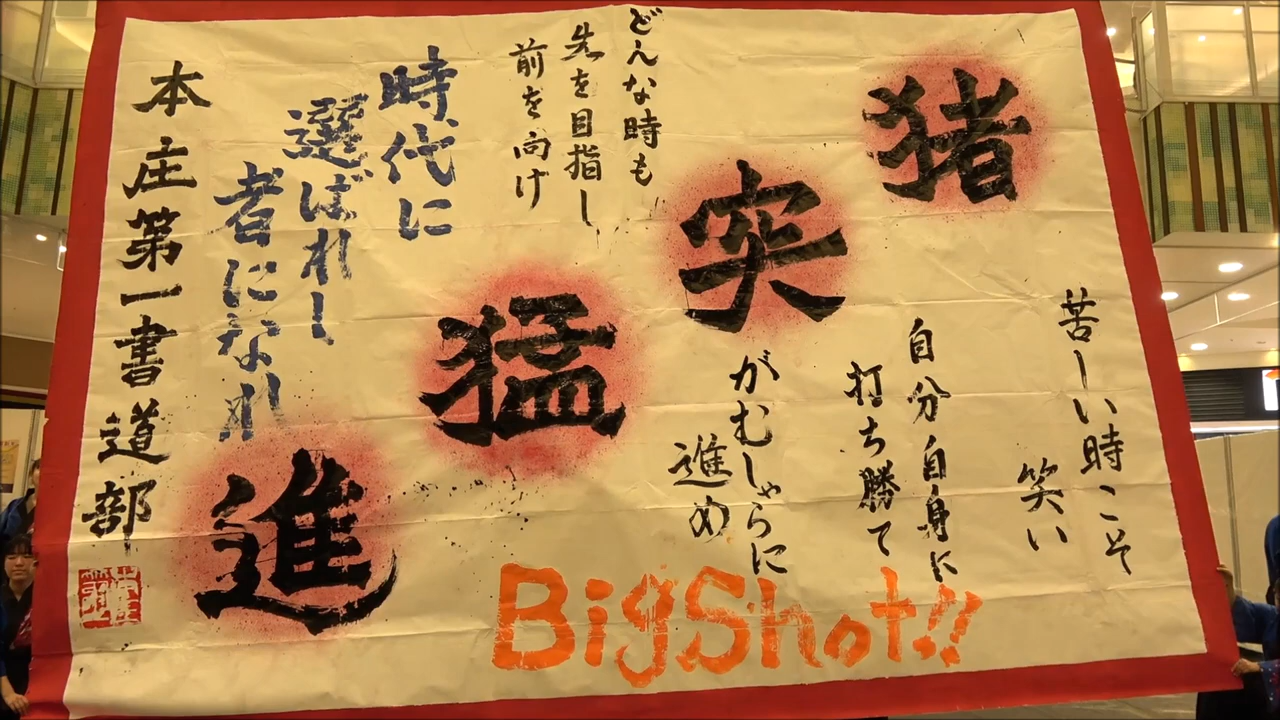 苦しい時こそ
笑い
猪
自分自身に
打ち勝て
突
がむしゃらに
進め
どんな時も
先を目指し
前を向け
猛
時代に
選ばれし
者になれ
進
BigShot!!
本庄第一書道部